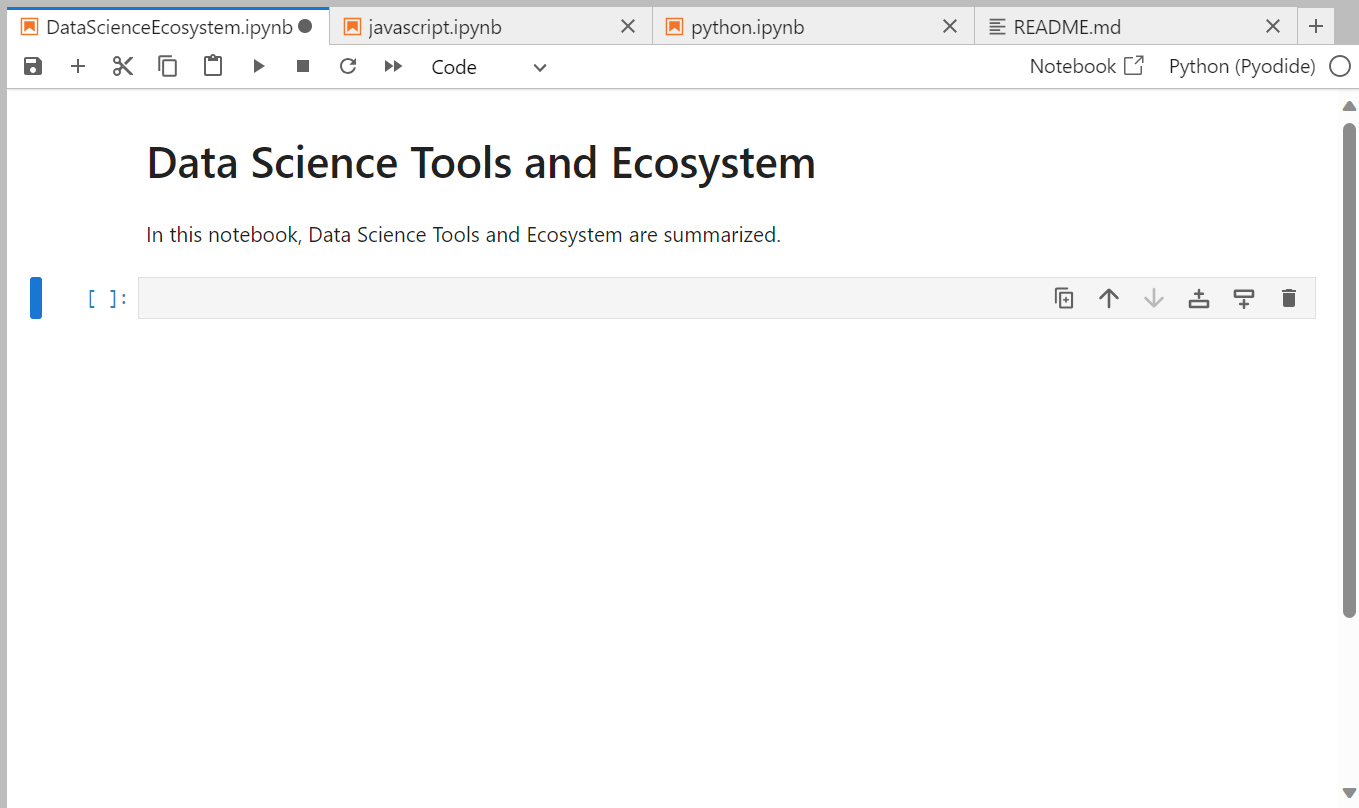 DataScienceEcosystem.ipynb javascript.ipynb python.ipynb README.md
Code Notebook Python (Pyodide)
Data Science Tools and Ecosystem
In this notebook, Data Science Tools and Ecosystem are summarized.
[ ]: